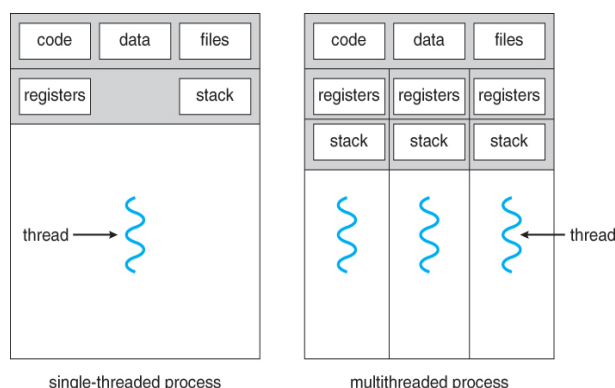 code data files
registers stack
thread
single-threaded process
code data files
registers registers registers
stack stack stack
thread
multithreaded process